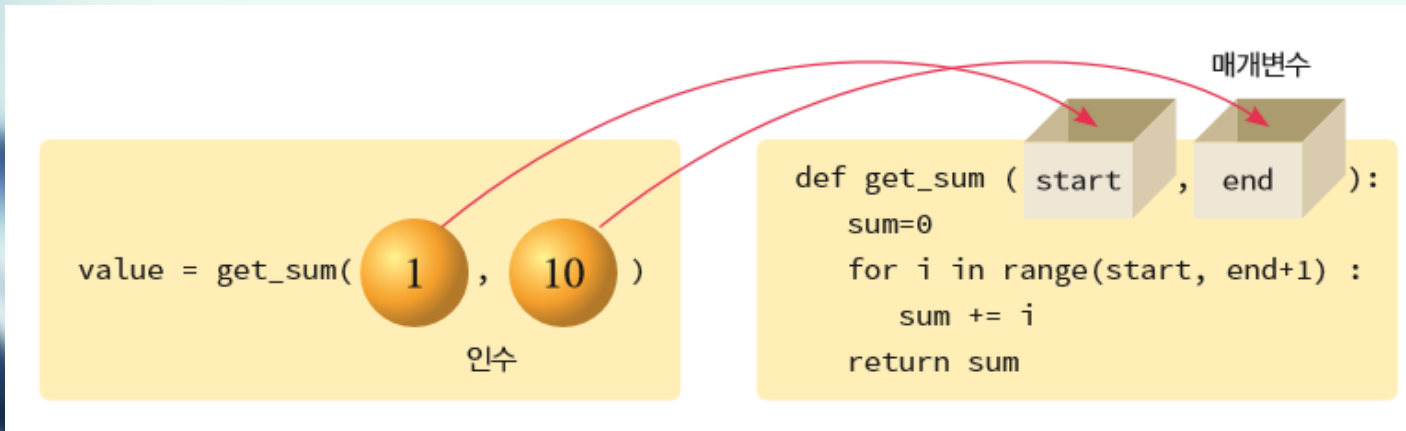 매개변수
value = get_sum( 1 , 10 )
인수
def get_sum ( start , end ):
sum=0
for i in range(start, end+1) :
sum += i
return sum